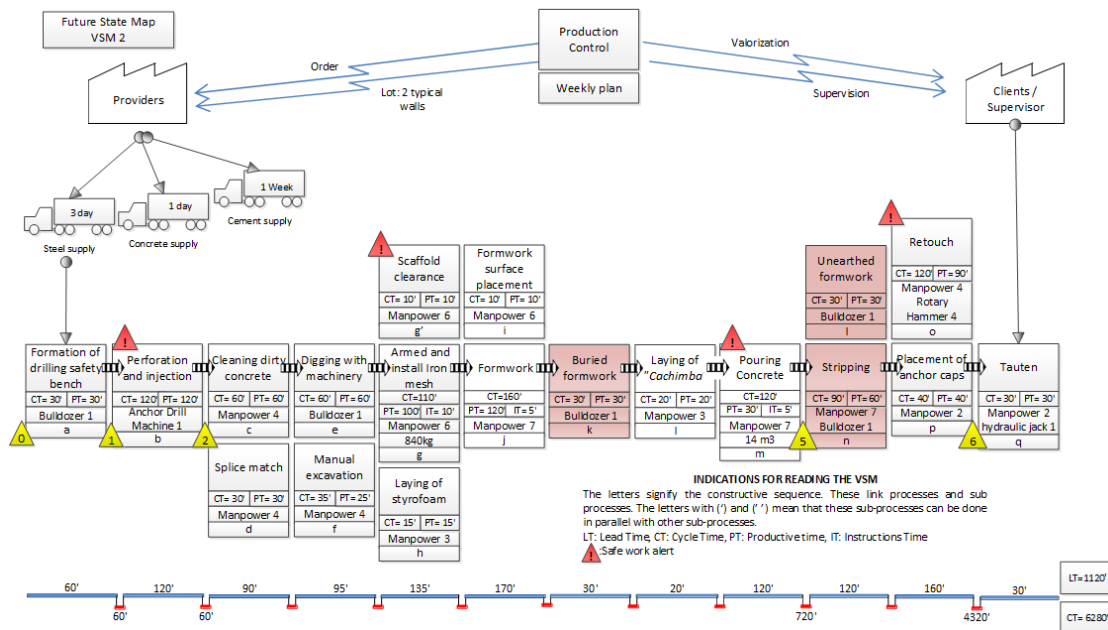 Future State Map
VSM 2
Production
Control
Weekly plan
Order
Lot: 2 typical
walls
Valorization
Supervision
Providers
Clients /
Supervisor
3 day
Steel supply
1 day
Concrete supply
1 Week
Cement supply
!
Scaffold
clearance
CT= 10' PT= 10'
Manpower 6
g'
Formwork
surface
placement
CT= 10' PT= 10'
Manpower 6
i
Unearthed
formwork
CT= 30' PT= 30'
Bulldozer 1
l
!
Retouch
CT= 120' PT= 90'
Manpower 4
Rotary
Hammer 4
o
Formation of
drilling safety
bench
CT= 30' PT= 30'
Bulldozer 1
a
0
!
Perforation
and injection
CT= 120' PT= 120'
Anchor Drill
Machine 1
b
1
Cleaning dirty
concrete
CT= 60' PT= 60'
Manpower 4
c
2
Digging with
machinery
CT= 60' PT= 60'
Bulldozer 1
e
Armed and
install Iron
mesh
CT=110'
PT= 100' IT= 10'
Manpower 6
840kg
g
Formwork
CT=160'
PT= 120' IT= 5'
Manpower 7
j
Buried
formwork
CT= 30' PT= 30'
Bulldozer 1
k
Laying of
"Cachimba
CT= 20' PT= 20'
Manpower 3
l
!
Pouring
Concrete
CT=120'
PT= 30' IT= 5'
Manpower 7
14 m3
m
5
Stripping
CT= 90' PT= 60'
Manpower 7
Bulldozer 1
n
Placement of
anchor caps
CT= 40' PT= 40'
Manpower 2
p
6
Tauten
CT= 30' PT= 30'
Manpower 2
hydraulic jack 1
q
Splice match
CT= 30' PT= 30'
Manpower 4
d
Manual
excavation
CT= 35' PT= 25'
Manpower 4
f
Laying of
styrofoam
CT= 15' PT= 15'
Manpower 3
h
INDICATIONS FOR READING THE VSM
The letters signify the constructive sequence. These link processes and sub
processes. The letters with (') and (' ') mean that these sub-processes can be done
in parallel with other sub-processes.
LT: Lead Time, CT: Cycle Time, PT: Productive time, IT: Instructions Time
! :Safe work alert
60' 120' 90' 95' 135' 170' 30' 20' 120' 120' 160' 30'
60' 60' 720' 4320'
LT=1120'
CT= 6280'